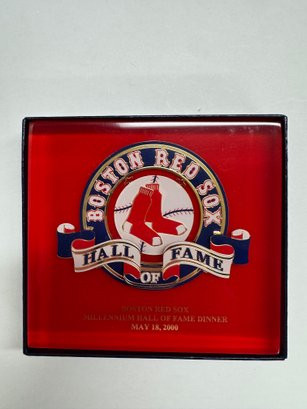 BOSTON RED SOX
HALL OF FAME
BOSTON RED SOX
MILLENNIUM HALL OF FAME DINNER
MAY 18, 2000